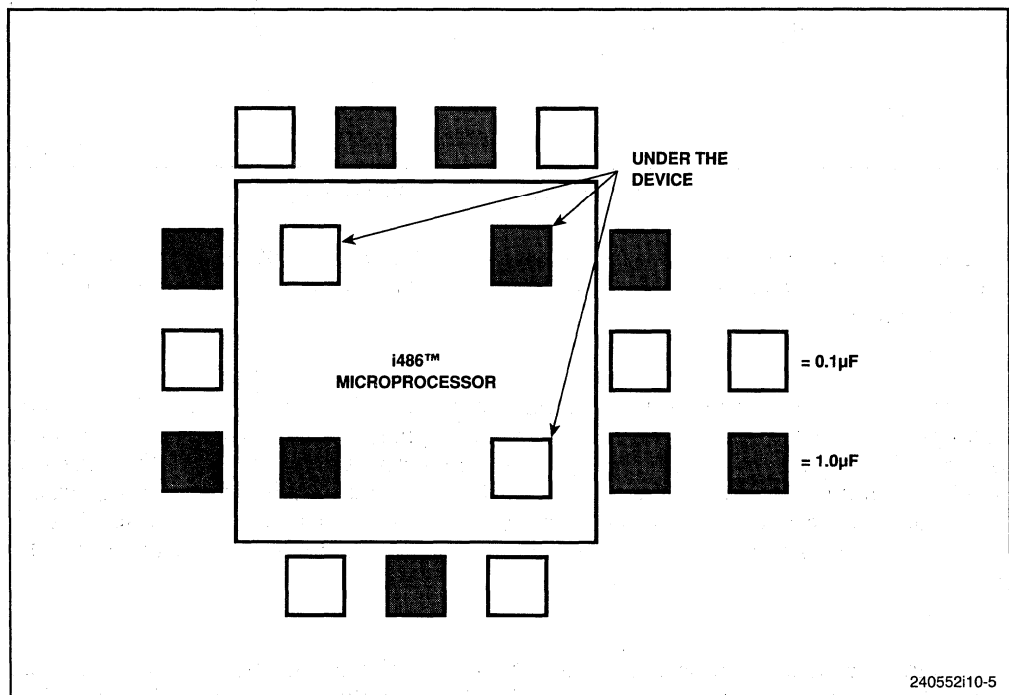 UNDER THE
DEVICE
i486™
MICROPROCESSOR
= 0.1µF
= 1.0µF
240552i10-5